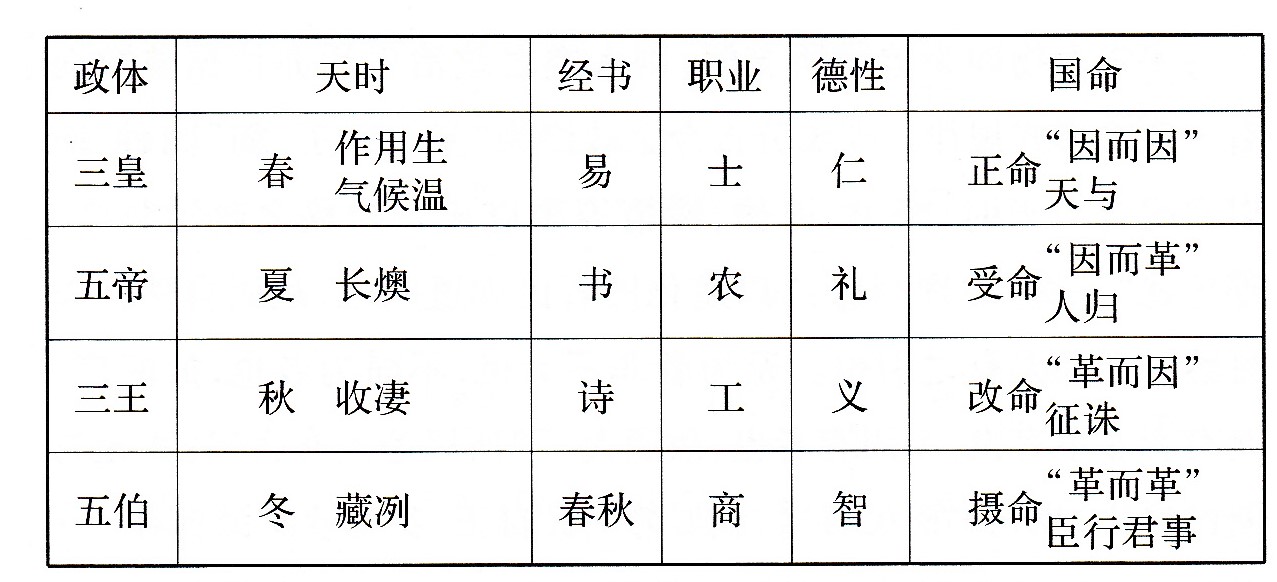 政体 天时 经书 职业 德性 国命
三皇 春 作用生 气候温 易 士 仁 正命 “因而因” 天与
五帝 夏 长燠 书 农 礼 受命 “因而革” 人归
三王 秋 收凄 诗 工 义 改命 “革而因” 征诛
五伯 冬 藏冽 春秋 商 智 摄命 “革而革” 臣行君事